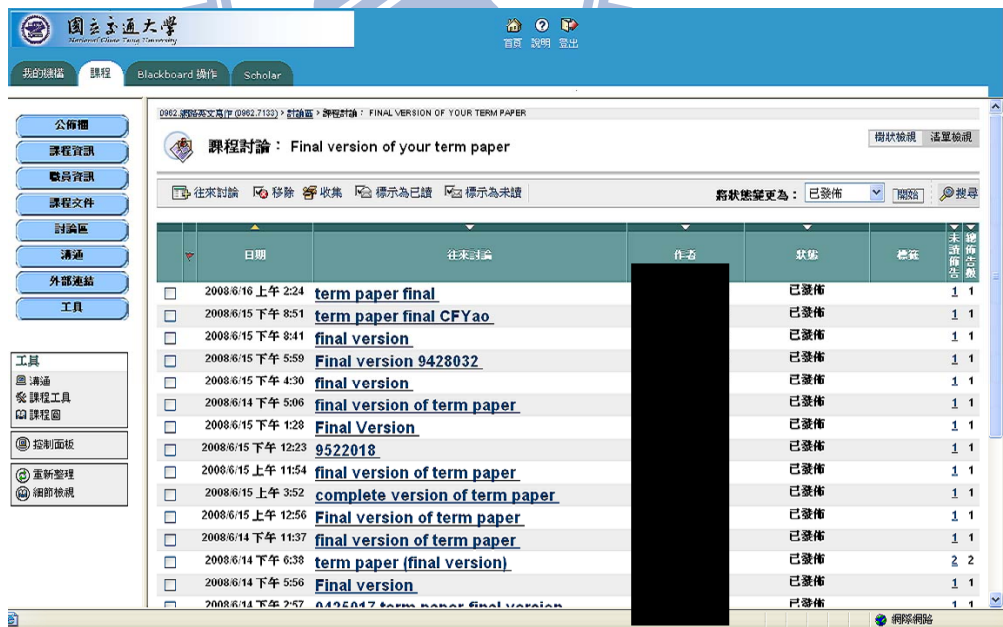 國立交通大學
National Chiao Tung University
首頁 說明 登出
我的機構 課程 Blackboard 操作 Scholar
公佈欄
課程資訊
職員資訊
課程文件
討論區
溝通
外部連結
工具
工具
溝通
課程工具
課程圖
控制面板
重新整理
細節檢視
0962.網路英文寫作 (0962.7133) > 討論區 > 課程討論: FINAL VERSION OF YOUR TERM PAPER
課程討論: Final version of your term paper
樹狀檢視 清單檢視
往來討論 移除 收集 標示為已讀 標示為未讀
將狀態變更為: 已發佈 開始 搜尋
日期 往來討論 作者 狀態 標籤 未讀佈告 總佈告數
2008/6/16 上午 2:24 term paper final 已發佈 1 1
2008/6/15 下午 8:51 term paper final CFYao 已發佈 1 1
2008/6/15 下午 8:41 final version 已發佈 1 1
2008/6/15 下午 5:59 Final version 9428032 已發佈 1 1
2008/6/15 下午 4:30 final version 已發佈 1 1
2008/6/14 下午 5:06 final version of term paper 已發佈 1 1
2008/6/15 下午 1:28 Final Version 已發佈 1 1
2008/6/15 下午 12:23 9522018 已發佈 1 1
2008/6/15 上午 11:54 final version of term paper 已發佈 1 1
2008/6/15 上午 3:52 complete version of term paper 已發佈 1 1
2008/6/15 上午 12:56 Final version of term paper 已發佈 1 1
2008/6/14 下午 11:37 final version of term paper 已發佈 1 1
2008/6/14 下午 6:38 term paper (final version) 已發佈 2 2
2008/6/14 下午 5:56 Final version 已發佈 1 1
2008/6/14 下午 2:57 0425017 term paper final version 已發佈 1 1
網際網路